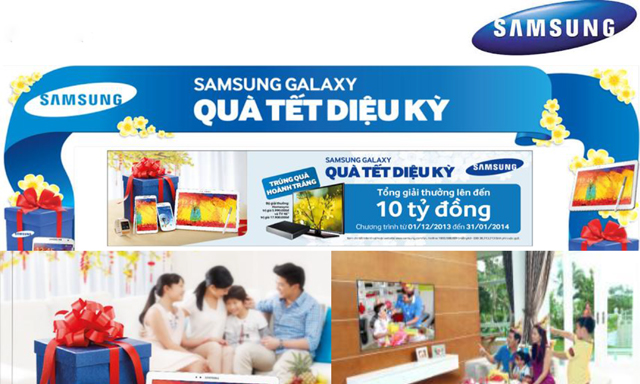 SAMSUNG
SAMSUNG
SAMSUNG GALAXY
QUÀ TẾT DIỆU KỲ
SAMSUNG GALAXY
QUÀ TẾT DIỆU KỲ
SAMSUNG
TRÚNG QUÀ
HOÀNH TRÁNG
Tổng giải thưởng lên đến
10 tỷ đồng
Chương trình từ 01/12/2013 đến 31/01/2014
SAMSUNG